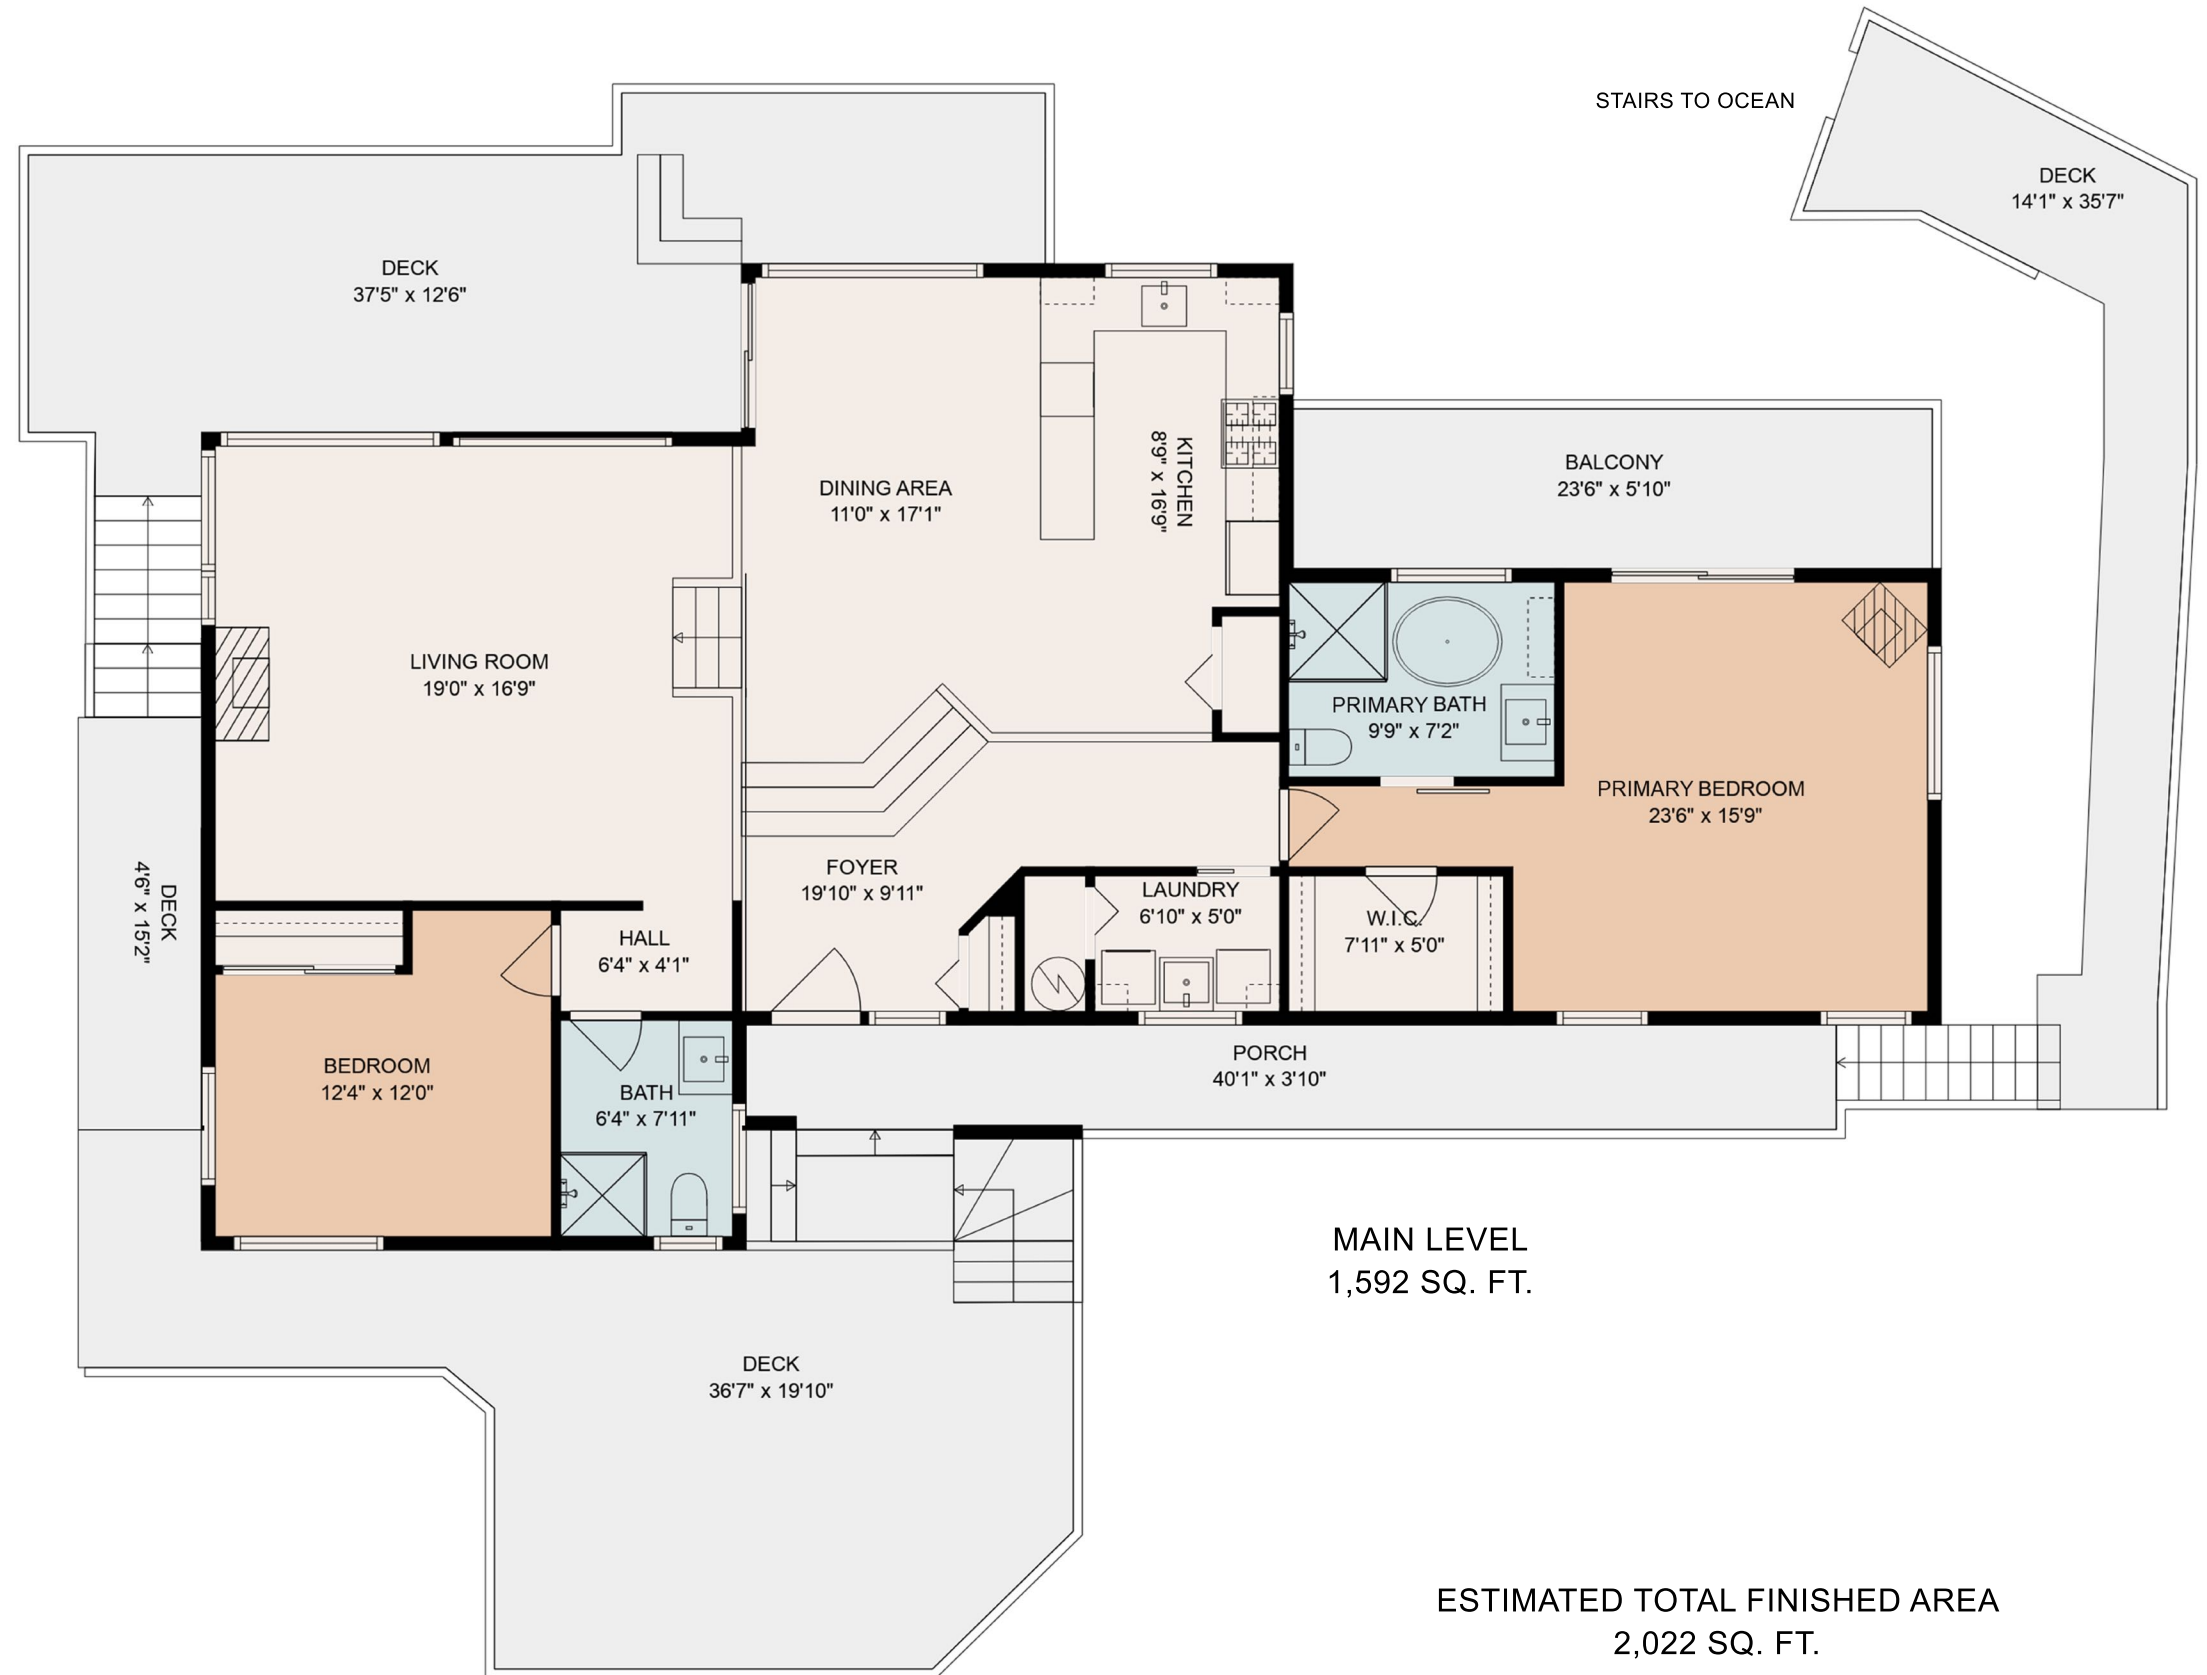 STAIRS TO OCEAN
DECK
14'1" x 35'7"
DECK
37'5" x 12'6"
DINING AREA
11'0" x 17'1"
KITCHEN
8'9" x 16'9"
BALCONY
23'6" x 5'10"
LIVING ROOM
19'0" x 16'9"
PRIMARY BATH
9'9" x 7'2"
PRIMARY BEDROOM
23'6" x 15'9"
DECK
4'6" x 15'2"
FOYER
19'10" x 9'11"
LAUNDRY
6'10" x 5'0"
W.I.C.
7'11" x 5'0"
HALL
6'4" x 4'1"
BEDROOM
12'4" x 12'0"
BATH
6'4" x 7'11"
PORCH
40'1" x 3'10"
MAIN LEVEL
1,592 SQ. FT.
DECK
36'7" x 19'10"
ESTIMATED TOTAL FINISHED AREA
2,022 SQ. FT.